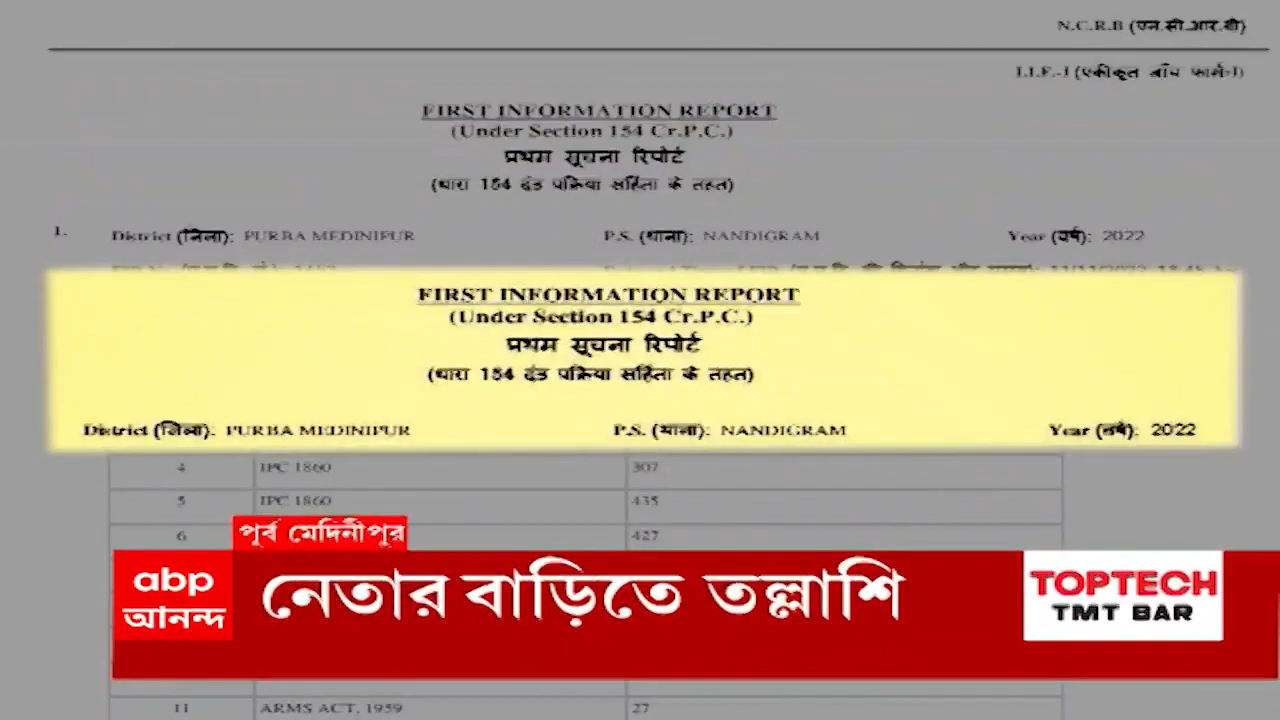 N.C.R.B (एन.सी.आर.बी)
I.I.F.-I (एकीकृत जाँच फार्म-I)
FIRST INFORMATION REPORT
(Under Section 154 Cr.P.C.)
प्रथम सूचना रिपोर्ट
(धारा 154 दंड प्रक्रिया संहिता के तहत)
1. District (जिला): PURBA MEDINIPUR P.S. (थाना): NANDIGRAM Year (वर्ष): 2022
FIRST INFORMATION REPORT
(Under Section 154 Cr.P.C.)
प्रथम सूचना रिपोर्ट
(धारा 154 दंड प्रक्रिया संहिता के तहत)
District (जिला): PURBA MEDINIPUR P.S. (थाना): NANDIGRAM Year (वर्ष): 2022
4 IPC 1860 307
5 IPC 1860 435
6 427
পূর্ব মেদিনীপুর
abp
আনন্দ
নেতার বাড়িতে তল্লাশি
TOPTECH
TMT BAR
11 ARMS ACT, 1959 27